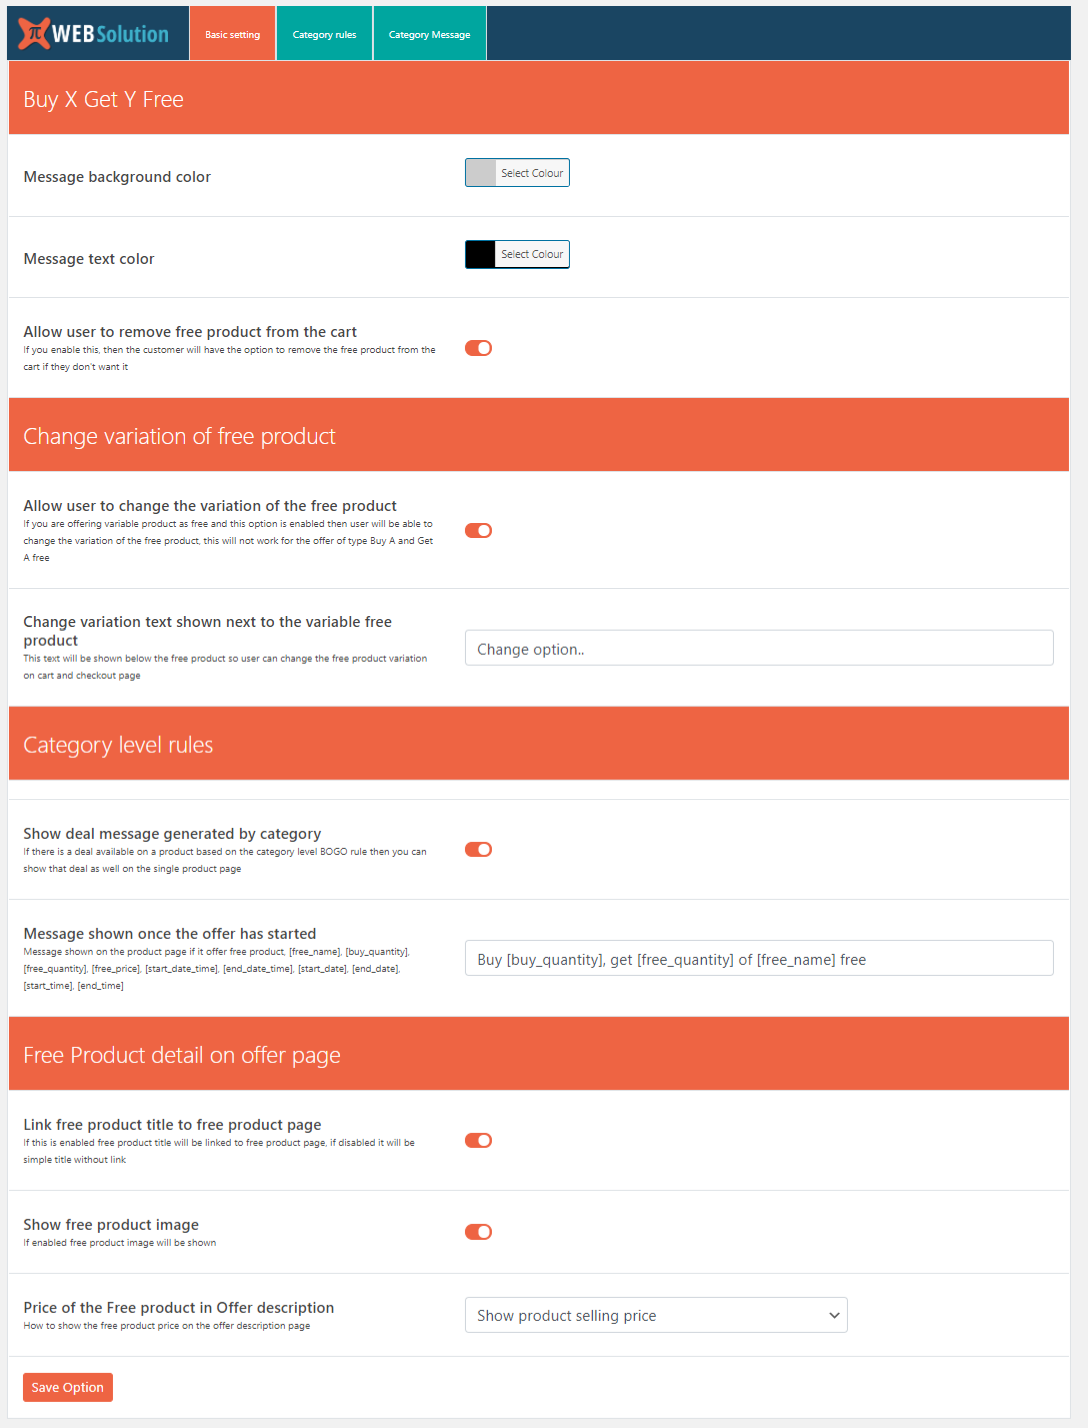 π WEBSolution
Basic setting
Category rules
Category Message
Buy X Get Y Free
Message background color
Select Colour
Message text color
Select Colour
Allow user to remove free product from the cart
If you enable this, then the customer will have the option to remove the free product from the
cart if they don't want it
Change variation of free product
Allow user to change the variation of the free product
If you are offering variable product as free and this option is enabled then user will be able to
change the variation of the free product, this will not work for the offer of type Buy A and Get
A free
Change variation text shown next to the variable free
product
This text will be shown below the free product so user can change the free product variation
on cart and checkout page
Change option..
Category level rules
Show deal message generated by category
If there is a deal available on a product based on the category level BOGO rule then you can
show that deal as well on the single product page
Message shown once the offer has started
Message shown on the product page if it offer free product, [free_name], [buy_quantity],
[free_quantity], [free_price], [start_date_time], [end_date_time], [start_date], [end_date],
[start_time], [end_time]
Buy [buy_quantity], get [free_quantity] of [free_name] free
Free Product detail on offer page
Link free product title to free product page
If this is enabled free product title will be linked to free product page, if disabled it will be
simple title without link
Show free product image
If enabled free product image will be shown
Price of the Free product in Offer description
How to show the free product price on the offer description page
Show product selling price
Save Option